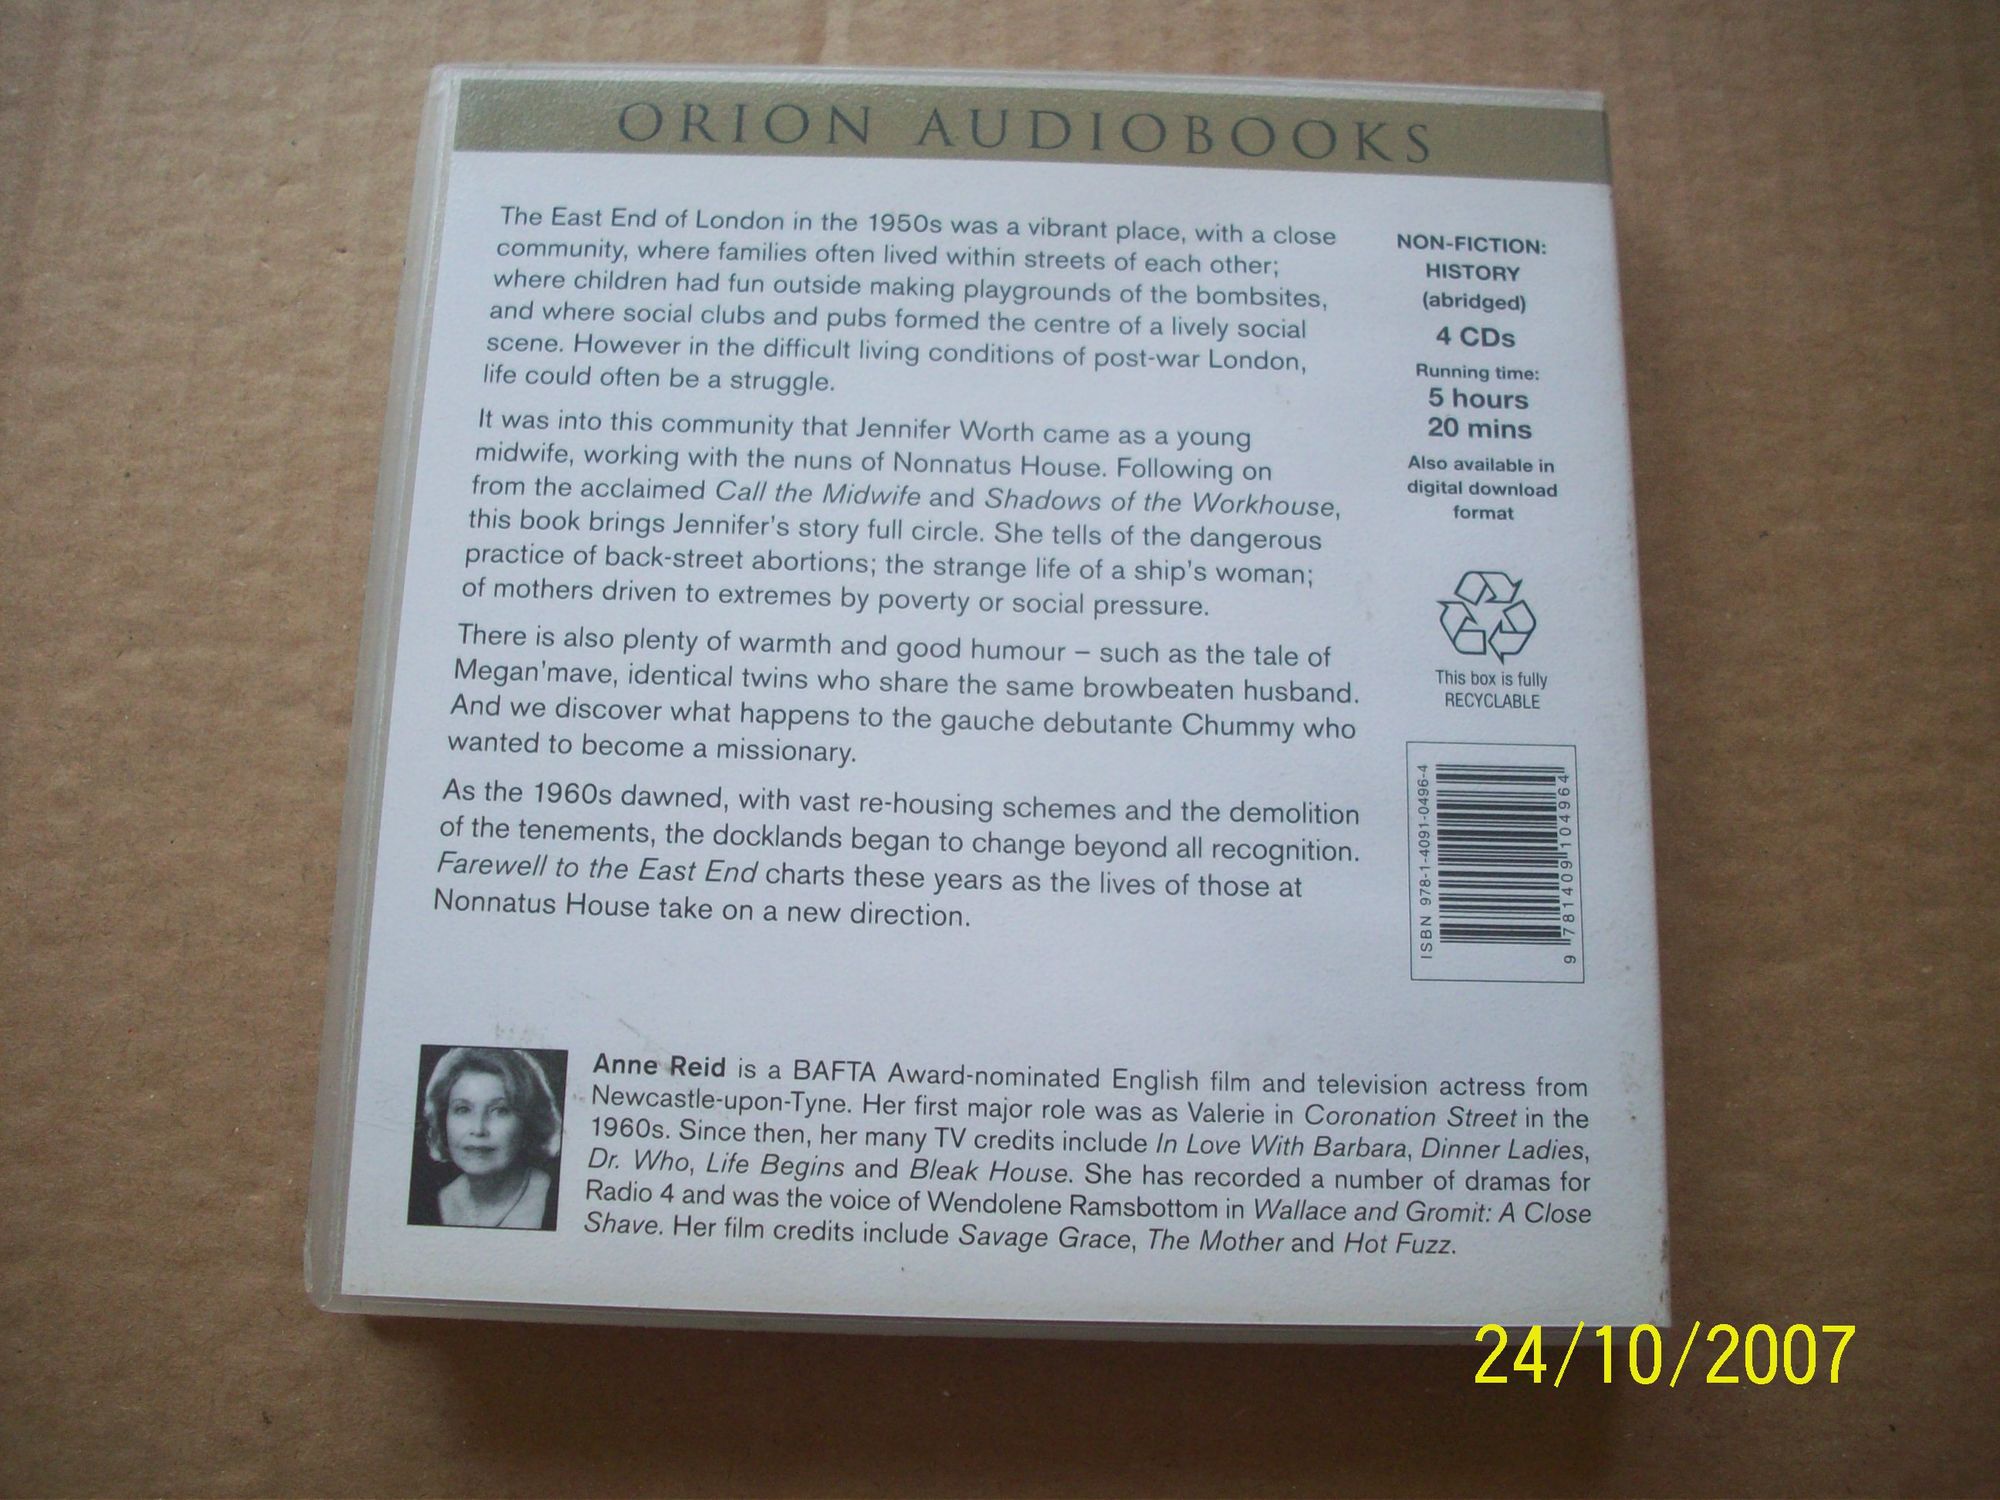 ORION AUDIOBOOKS
The East End of London in the 1950s was a vibrant place, with a close
community, where families often lived within streets of each other;
where children had fun outside making playgrounds of the bombsites,
and where social clubs and pubs formed the centre of a lively social
scene. However in the difficult living conditions of post-war London,
life could often be a struggle.
It was into this community that Jennifer Worth came as a young
midwife, working with the nuns of Nonnatus House. Following on
from the acclaimed Call the Midwife and Shadows of the Workhouse,
this book brings Jennifer's story full circle. She tells of the dangerous
practice of back-street abortions; the strange life of a ship's woman;
of mothers driven to extremes by poverty or social pressure.
There is also plenty of warmth and good humour – such as the tale of
Megan'mave, identical twins who share the same browbeaten husband.
And we discover what happens to the gauche debutante Chummy who
wanted to become a missionary.
As the 1960s dawned, with vast re-housing schemes and the demolition
of the tenements, the docklands began to change beyond all recognition.
Farewell to the East End charts these years as the lives of those at
Nonnatus House take on a new direction.
NON-FICTION:
HISTORY
(abridged)
4 CDs
Running time:
5 hours
20 mins
Also available in
digital download
format
This box is fully
RECYCLABLE
ISBN 978-1-4091-0496-4
9 781409 104964
Anne Reid is a BAFTA Award-nominated English film and television actress from
Newcastle-upon-Tyne. Her first major role was as Valerie in Coronation Street in the
1960s. Since then, her many TV credits include In Love With Barbara, Dinner Ladies,
Dr. Who, Life Begins and Bleak House. She has recorded a number of dramas for
Radio 4 and was the voice of Wendolene Ramsbottom in Wallace and Gromit: A Close
Shave. Her film credits include Savage Grace, The Mother and Hot Fuzz.
24/10/2007